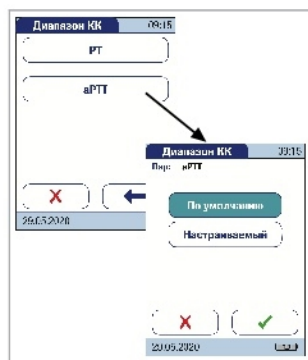 Диапазон КК 09:15
PT
aPTT
29.05.2020
Диапазон КК 09:15
Пар: aPTT
По умолчанию
Настраиваемый
29.05.2020